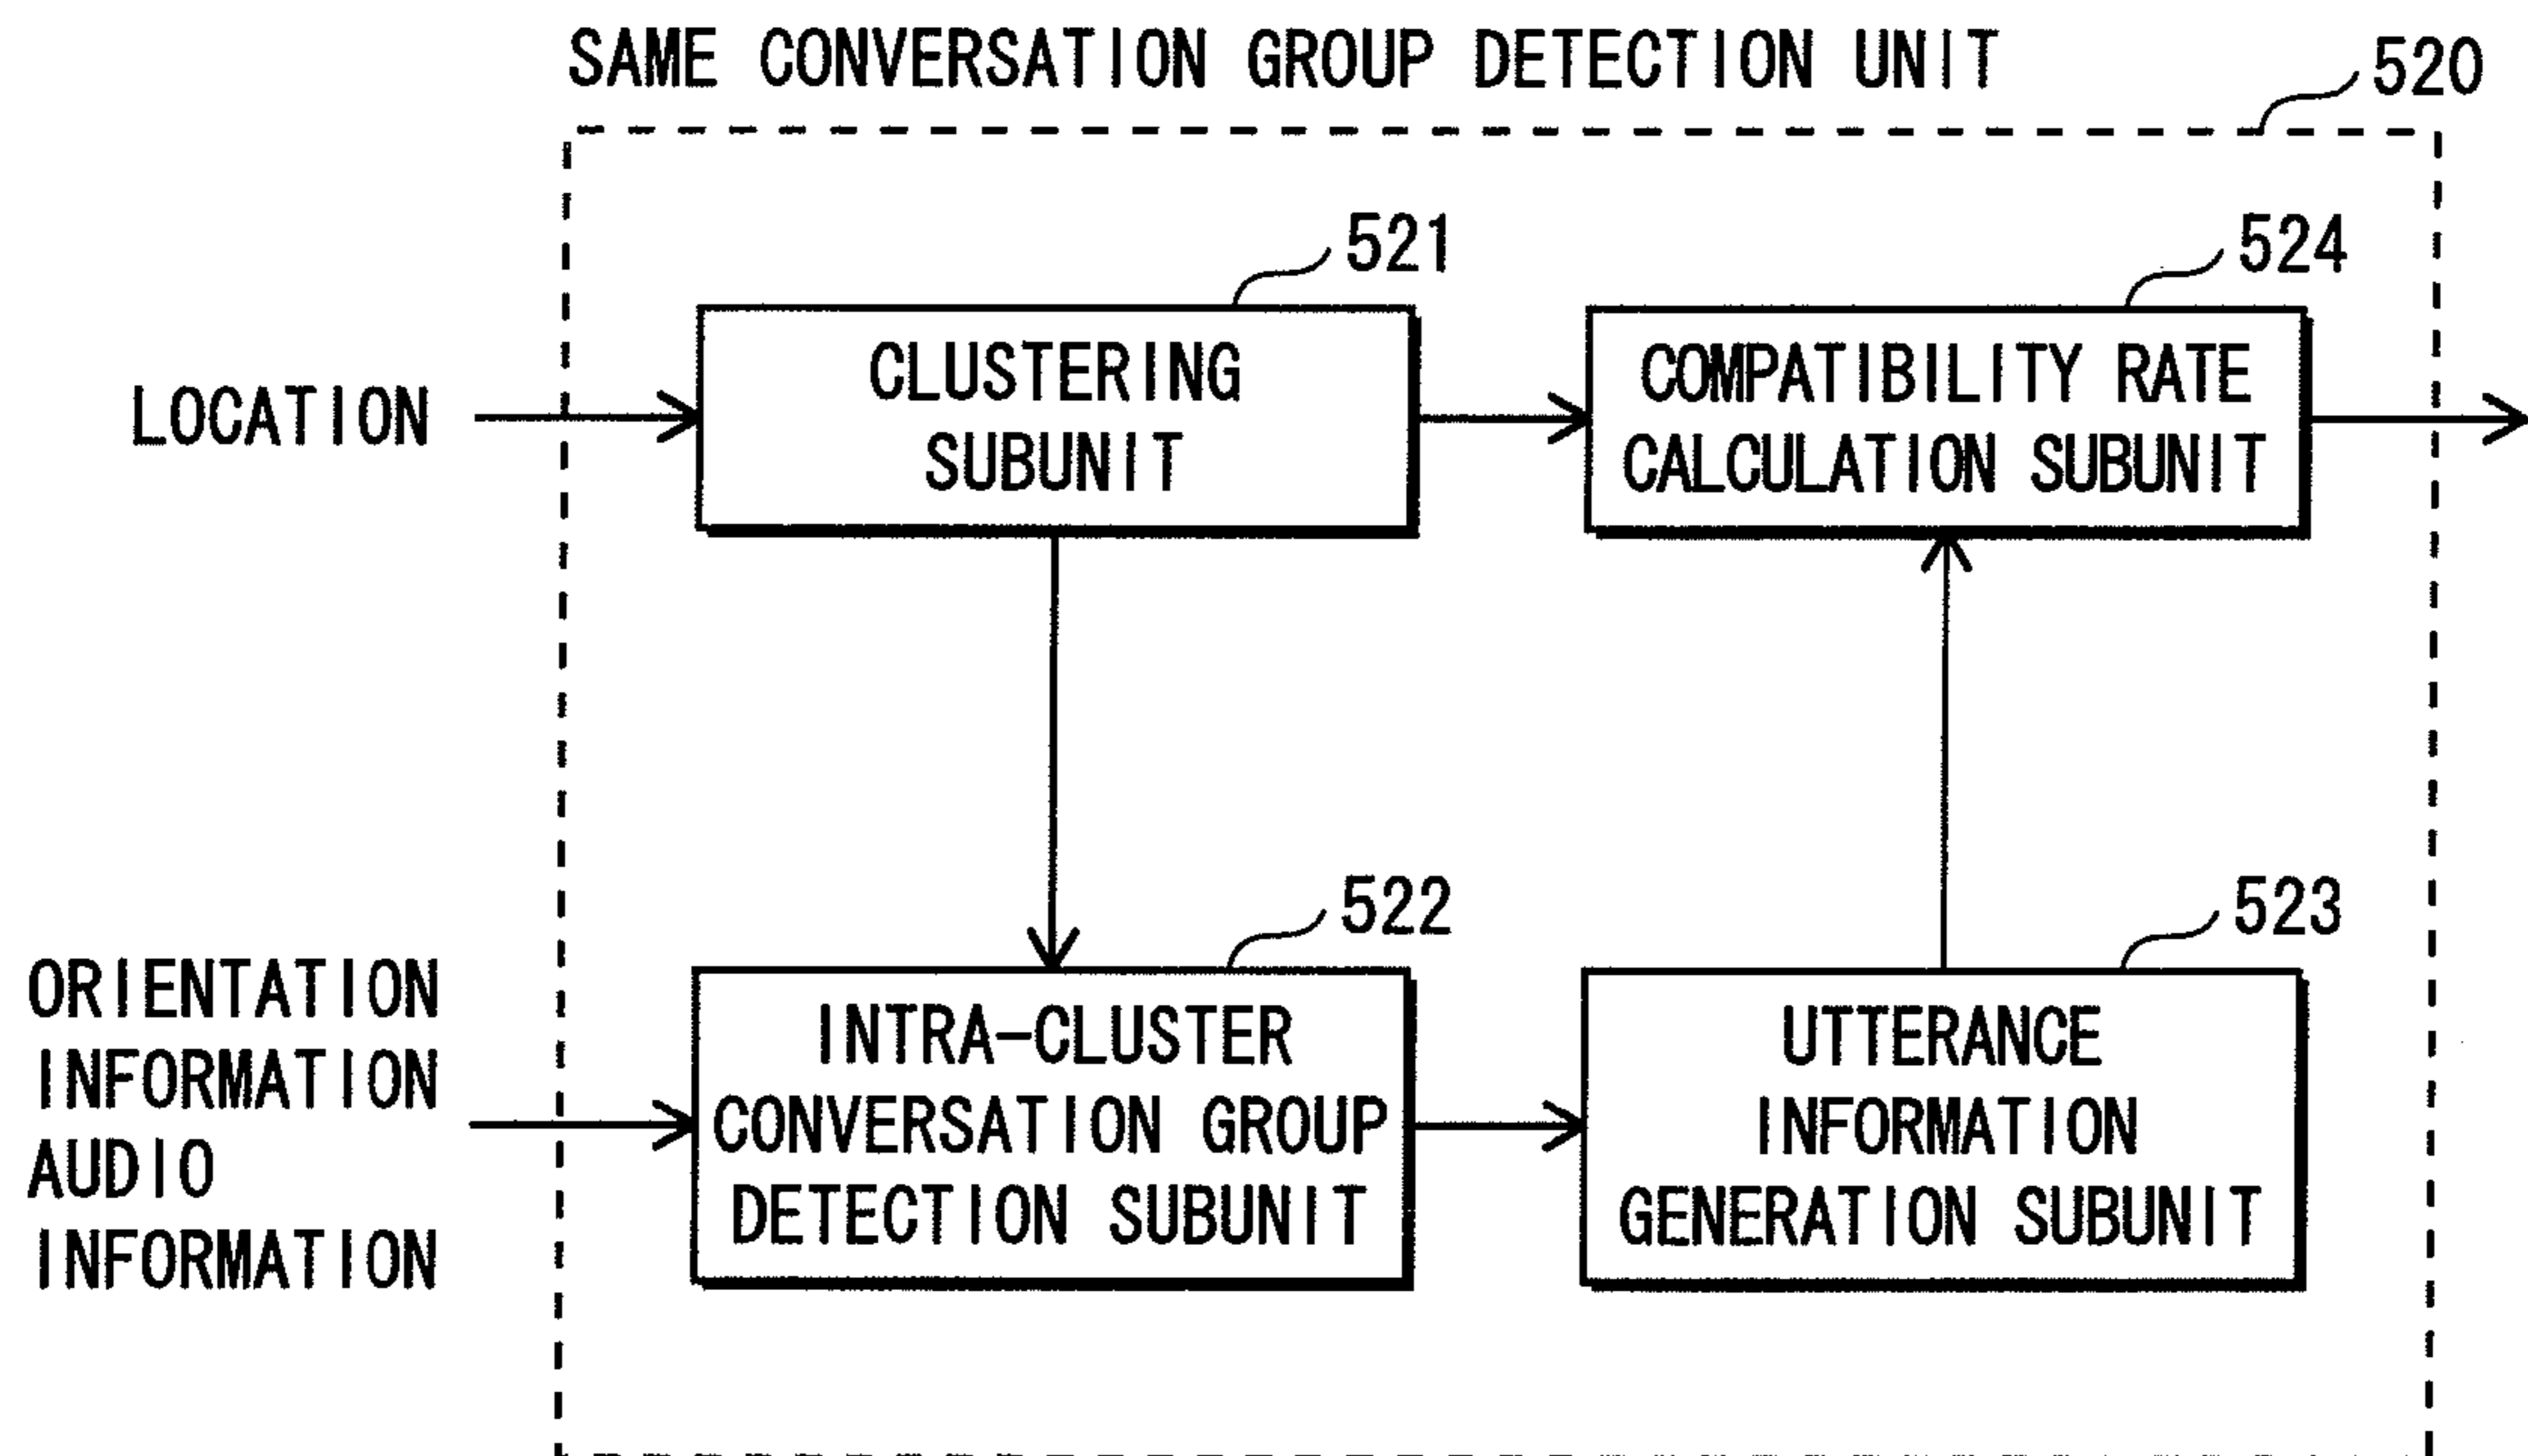 SAME CONVERSATION GROUP DETECTION UNIT
520
521
524
LOCATION
CLUSTERING
SUBUNIT
COMPATIBILITY RATE
CALCULATION SUBUNIT
522
523
ORIENTATION
INFORMATION
AUDIO
INFORMATION
INTRA-CLUSTER
CONVERSATION GROUP
DETECTION SUBUNIT
UTTERANCE
INFORMATION
GENERATION SUBUNIT